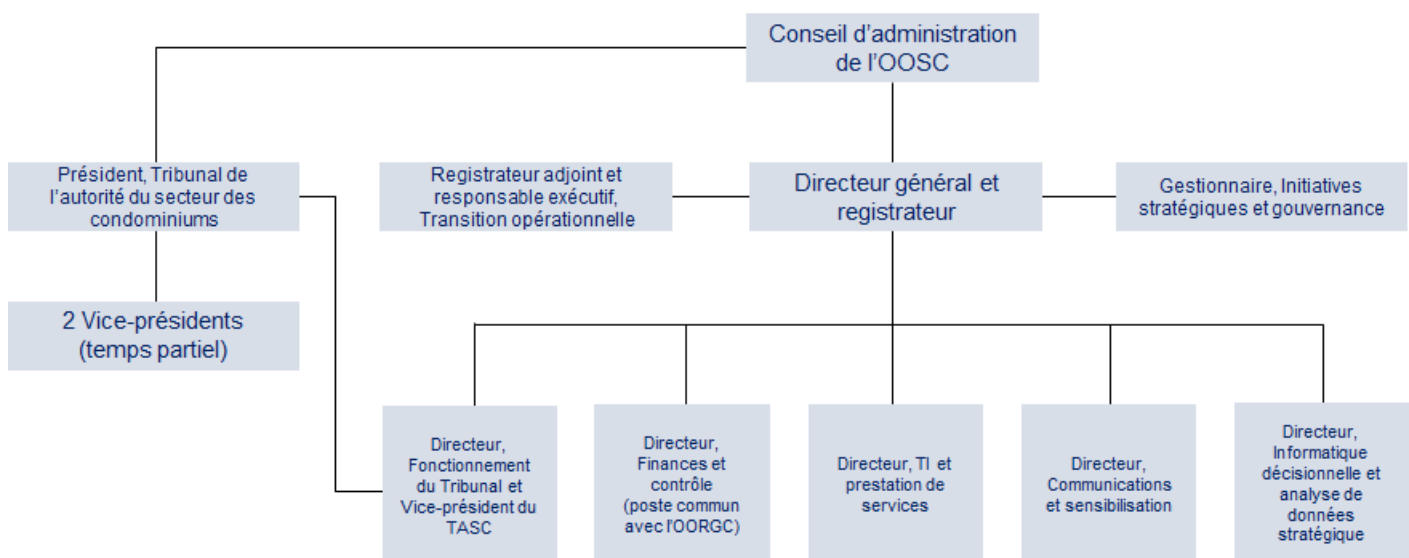 Conseil d’administration
de l’OOSC
Président, Tribunal de
l’autorité du secteur des
condominiums
Registrateur adjoint et
responsable exécutif,
Transition opérationnelle
Directeur général et
registrateur
Gestionnaire, Initiatives
stratégiques et gouvernance
2 Vice-présidents
(temps partiel)
Directeur,
Fonctionnement
du Tribunal et
Vice-président du
TASC
Directeur,
Finances et
contrôle
(poste commun
avec l’OORGC)
Directeur, TI et
prestation de
services
Directeur,
Communications
et sensibilisation
Directeur,
Informatique
décisionnelle et
analyse de
données
stratégique